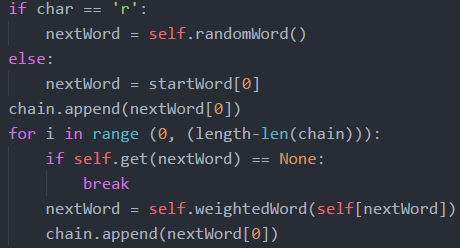 if char == 'r':
    nextWord = self.randomWord()
else:
    nextWord = startWord[0]
chain.append(nextWord[0])
for i in range (0, (length-len(chain))):
    if self.get(nextWord) == None:
        break
    nextWord = self.weightedWord(self[nextWord])
    chain.append(nextWord[0])